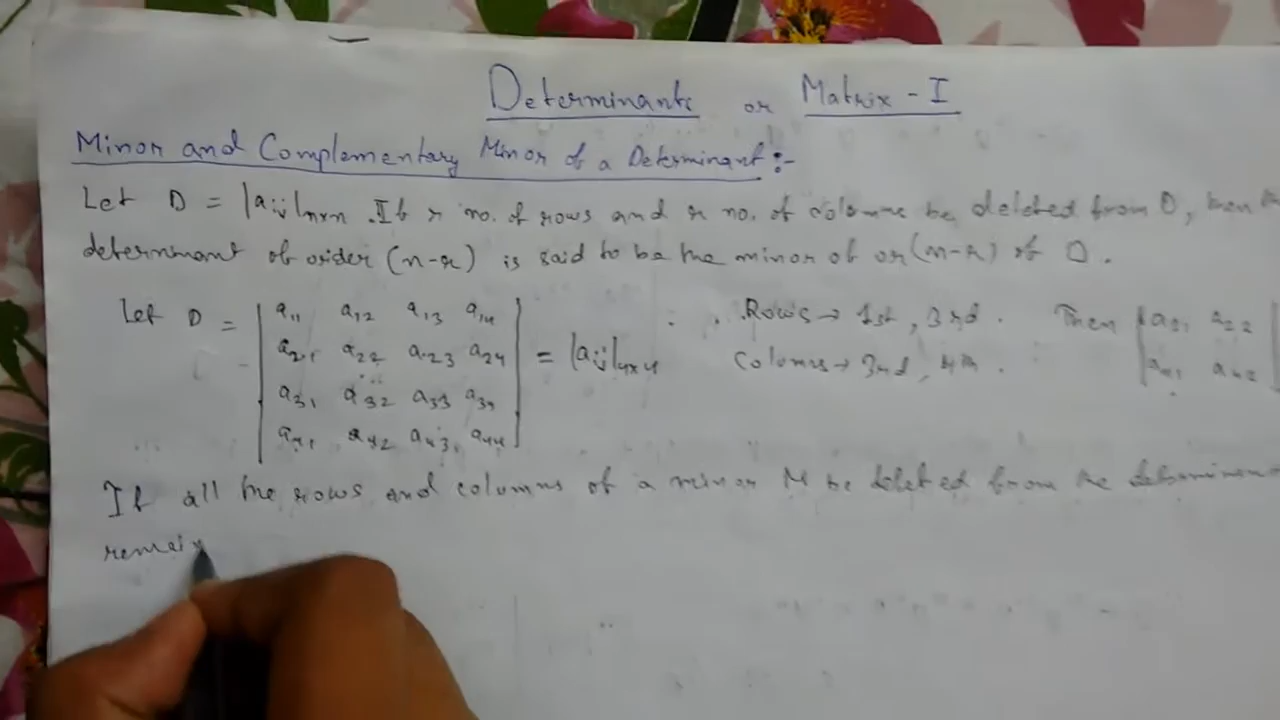 Determinants or Matrix - I
Minor and Complementary Minor of a Determinant :-
Let D = |aij|nxn . If r no. of rows and r no. of columns be deleted from D, then
determinant of order (n-r) is said to be the minor of or (n-r) of D.
Let D = | a11 a12 a13 a14 |
| a21 a22 a23 a24 | = |aij|4x4
| a31 a32 a33 a34 |
| a41 a42 a43 a44 |
Rows → 1st, 3rd. Then | a21 a22 |
Colomns → 3rd, 4th. | a41 a42 |
If all the rows and columns of a minor M be deleted from the determinant
remain